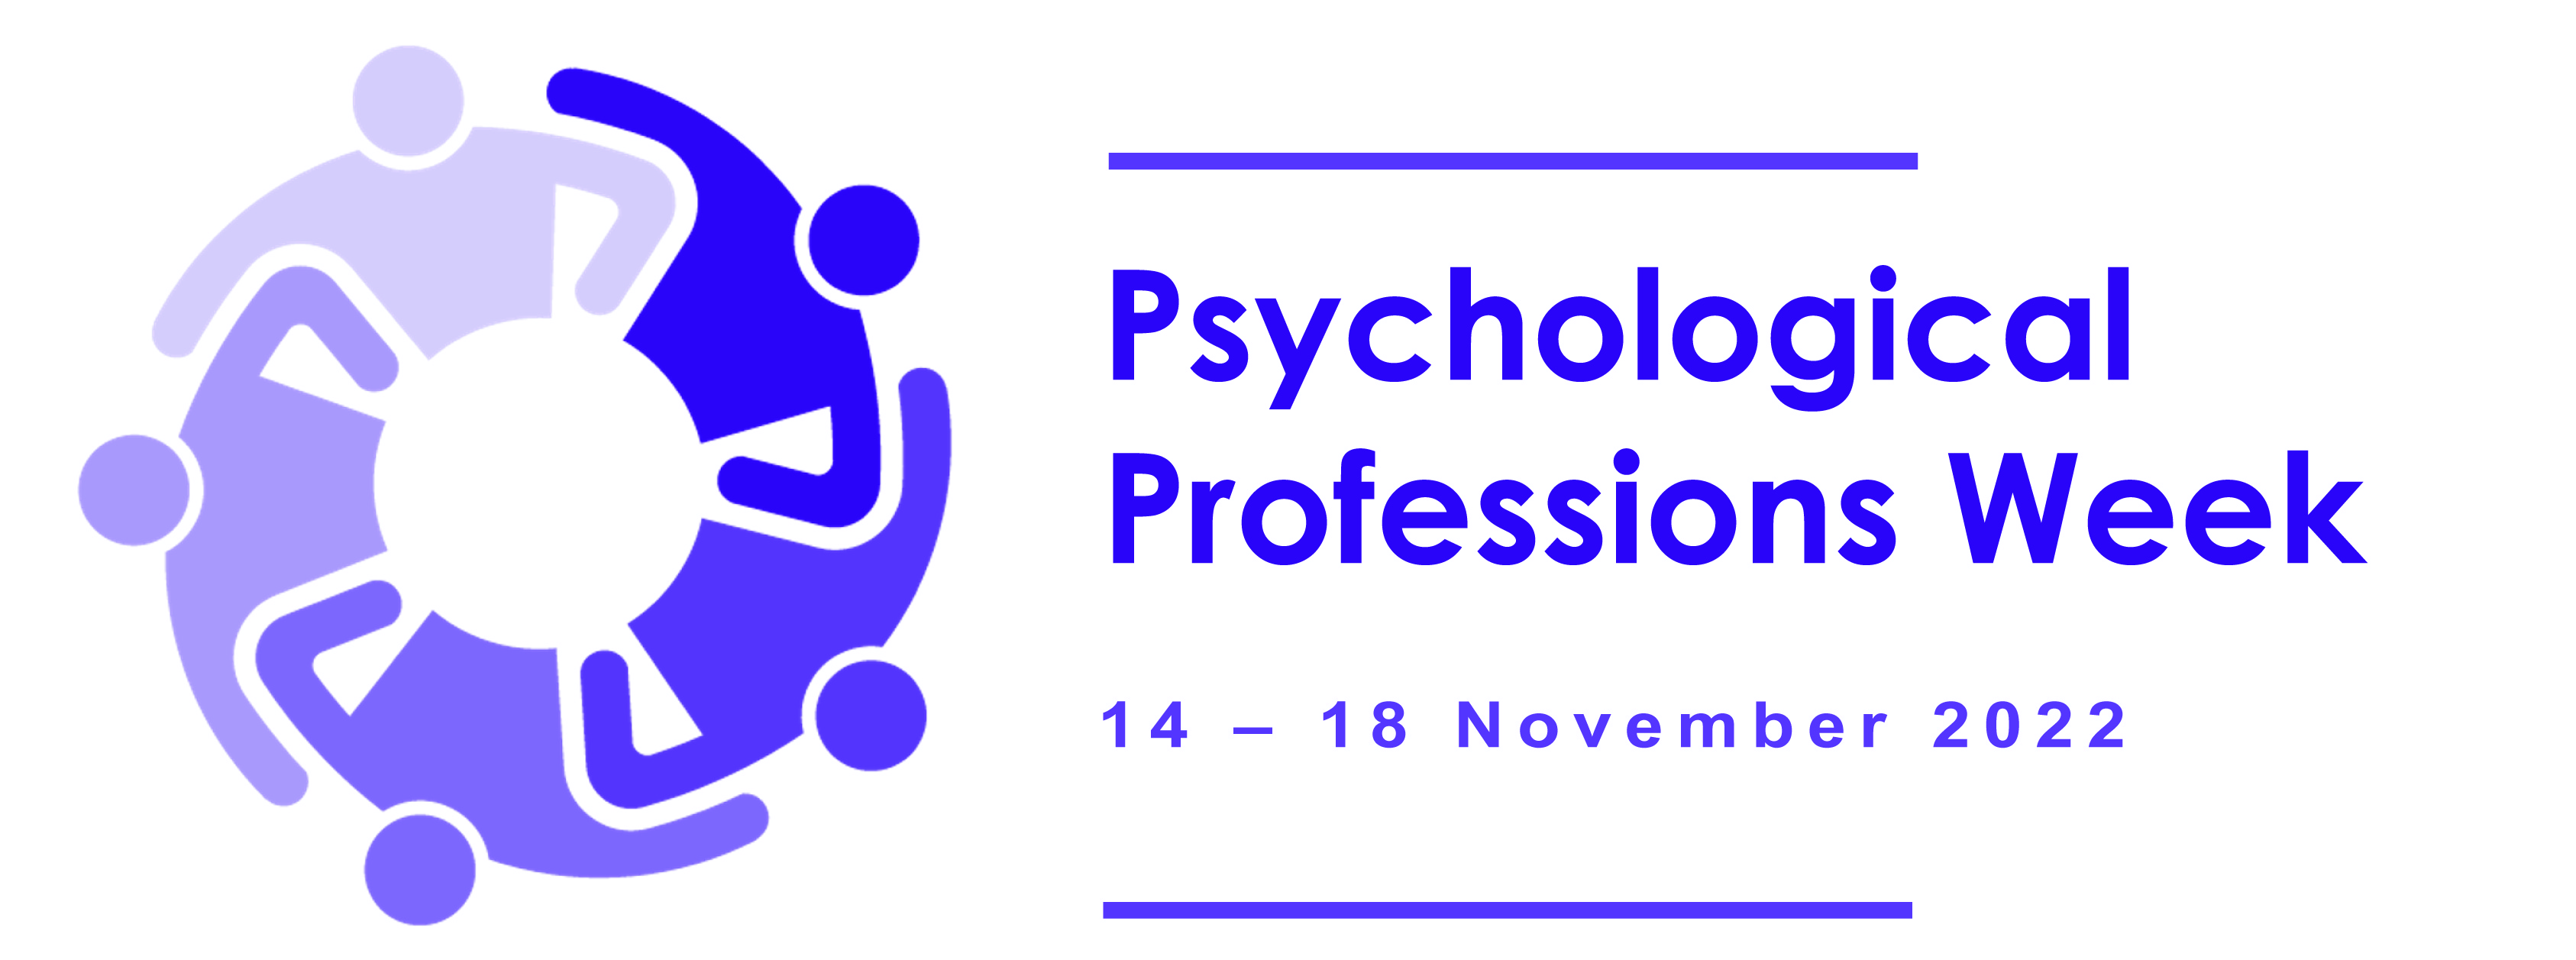 Psychological
Professions Week
14 – 18 November 2022